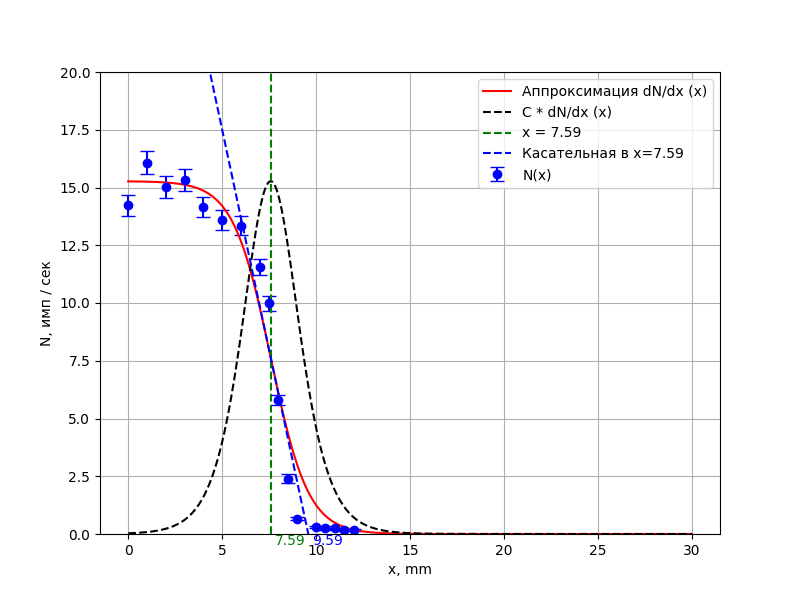 20.0
17.5
15.0
12.5
10.0
7.5
5.0
2.5
0.0
N, имп / сек
Аппроксимация dN/dx (x)
C * dN/dx (x)
x = 7.59
Касательная в x=7.59
N(x)
7.59 9.59
0 5 10 15 20 25 30
x, mm